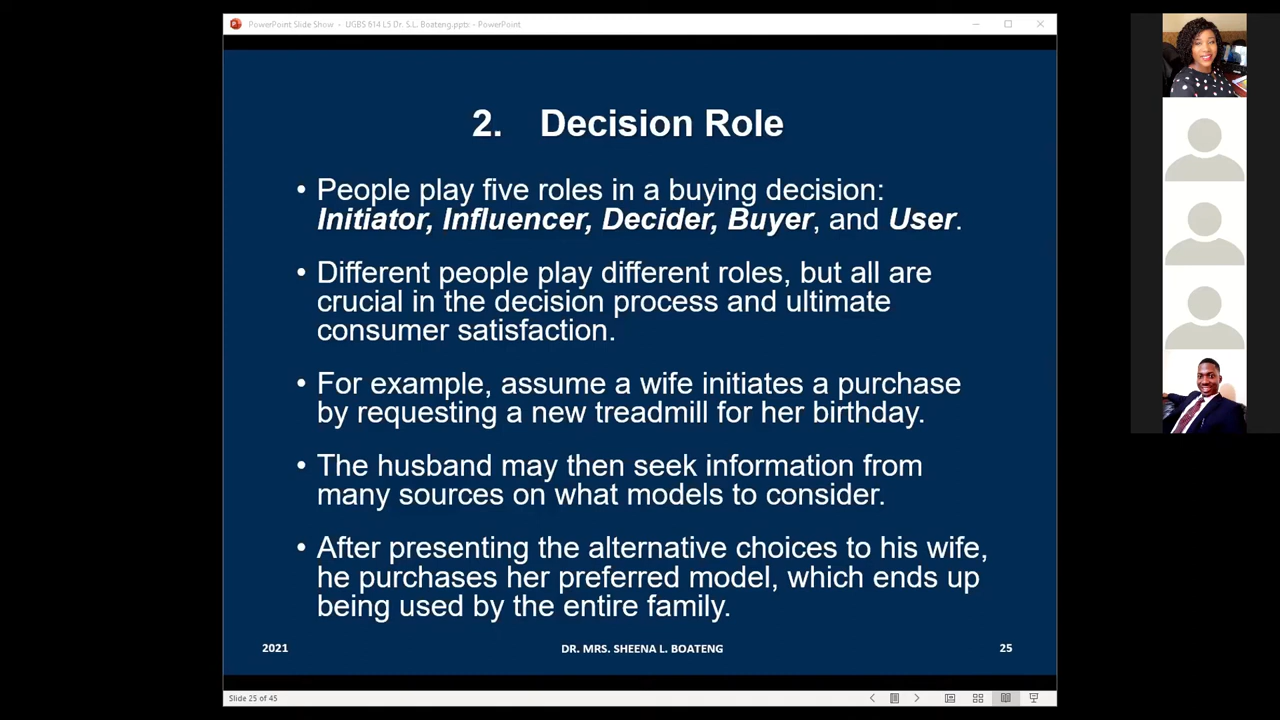 PowerPoint Slide Show - UGBS 614 L5 Dr. S.L. Boateng.pptx - PowerPoint
2. Decision Role
• People play five roles in a buying decision:
Initiator, Influencer, Decider, Buyer, and User.
• Different people play different roles, but all are
crucial in the decision process and ultimate
consumer satisfaction.
• For example, assume a wife initiates a purchase
by requesting a new treadmill for her birthday.
• The husband may then seek information from
many sources on what models to consider.
• After presenting the alternative choices to his wife,
he purchases her preferred model, which ends up
being used by the entire family.
2021
DR. MRS. SHEENA L. BOATENG
25
Slide 25 of 45